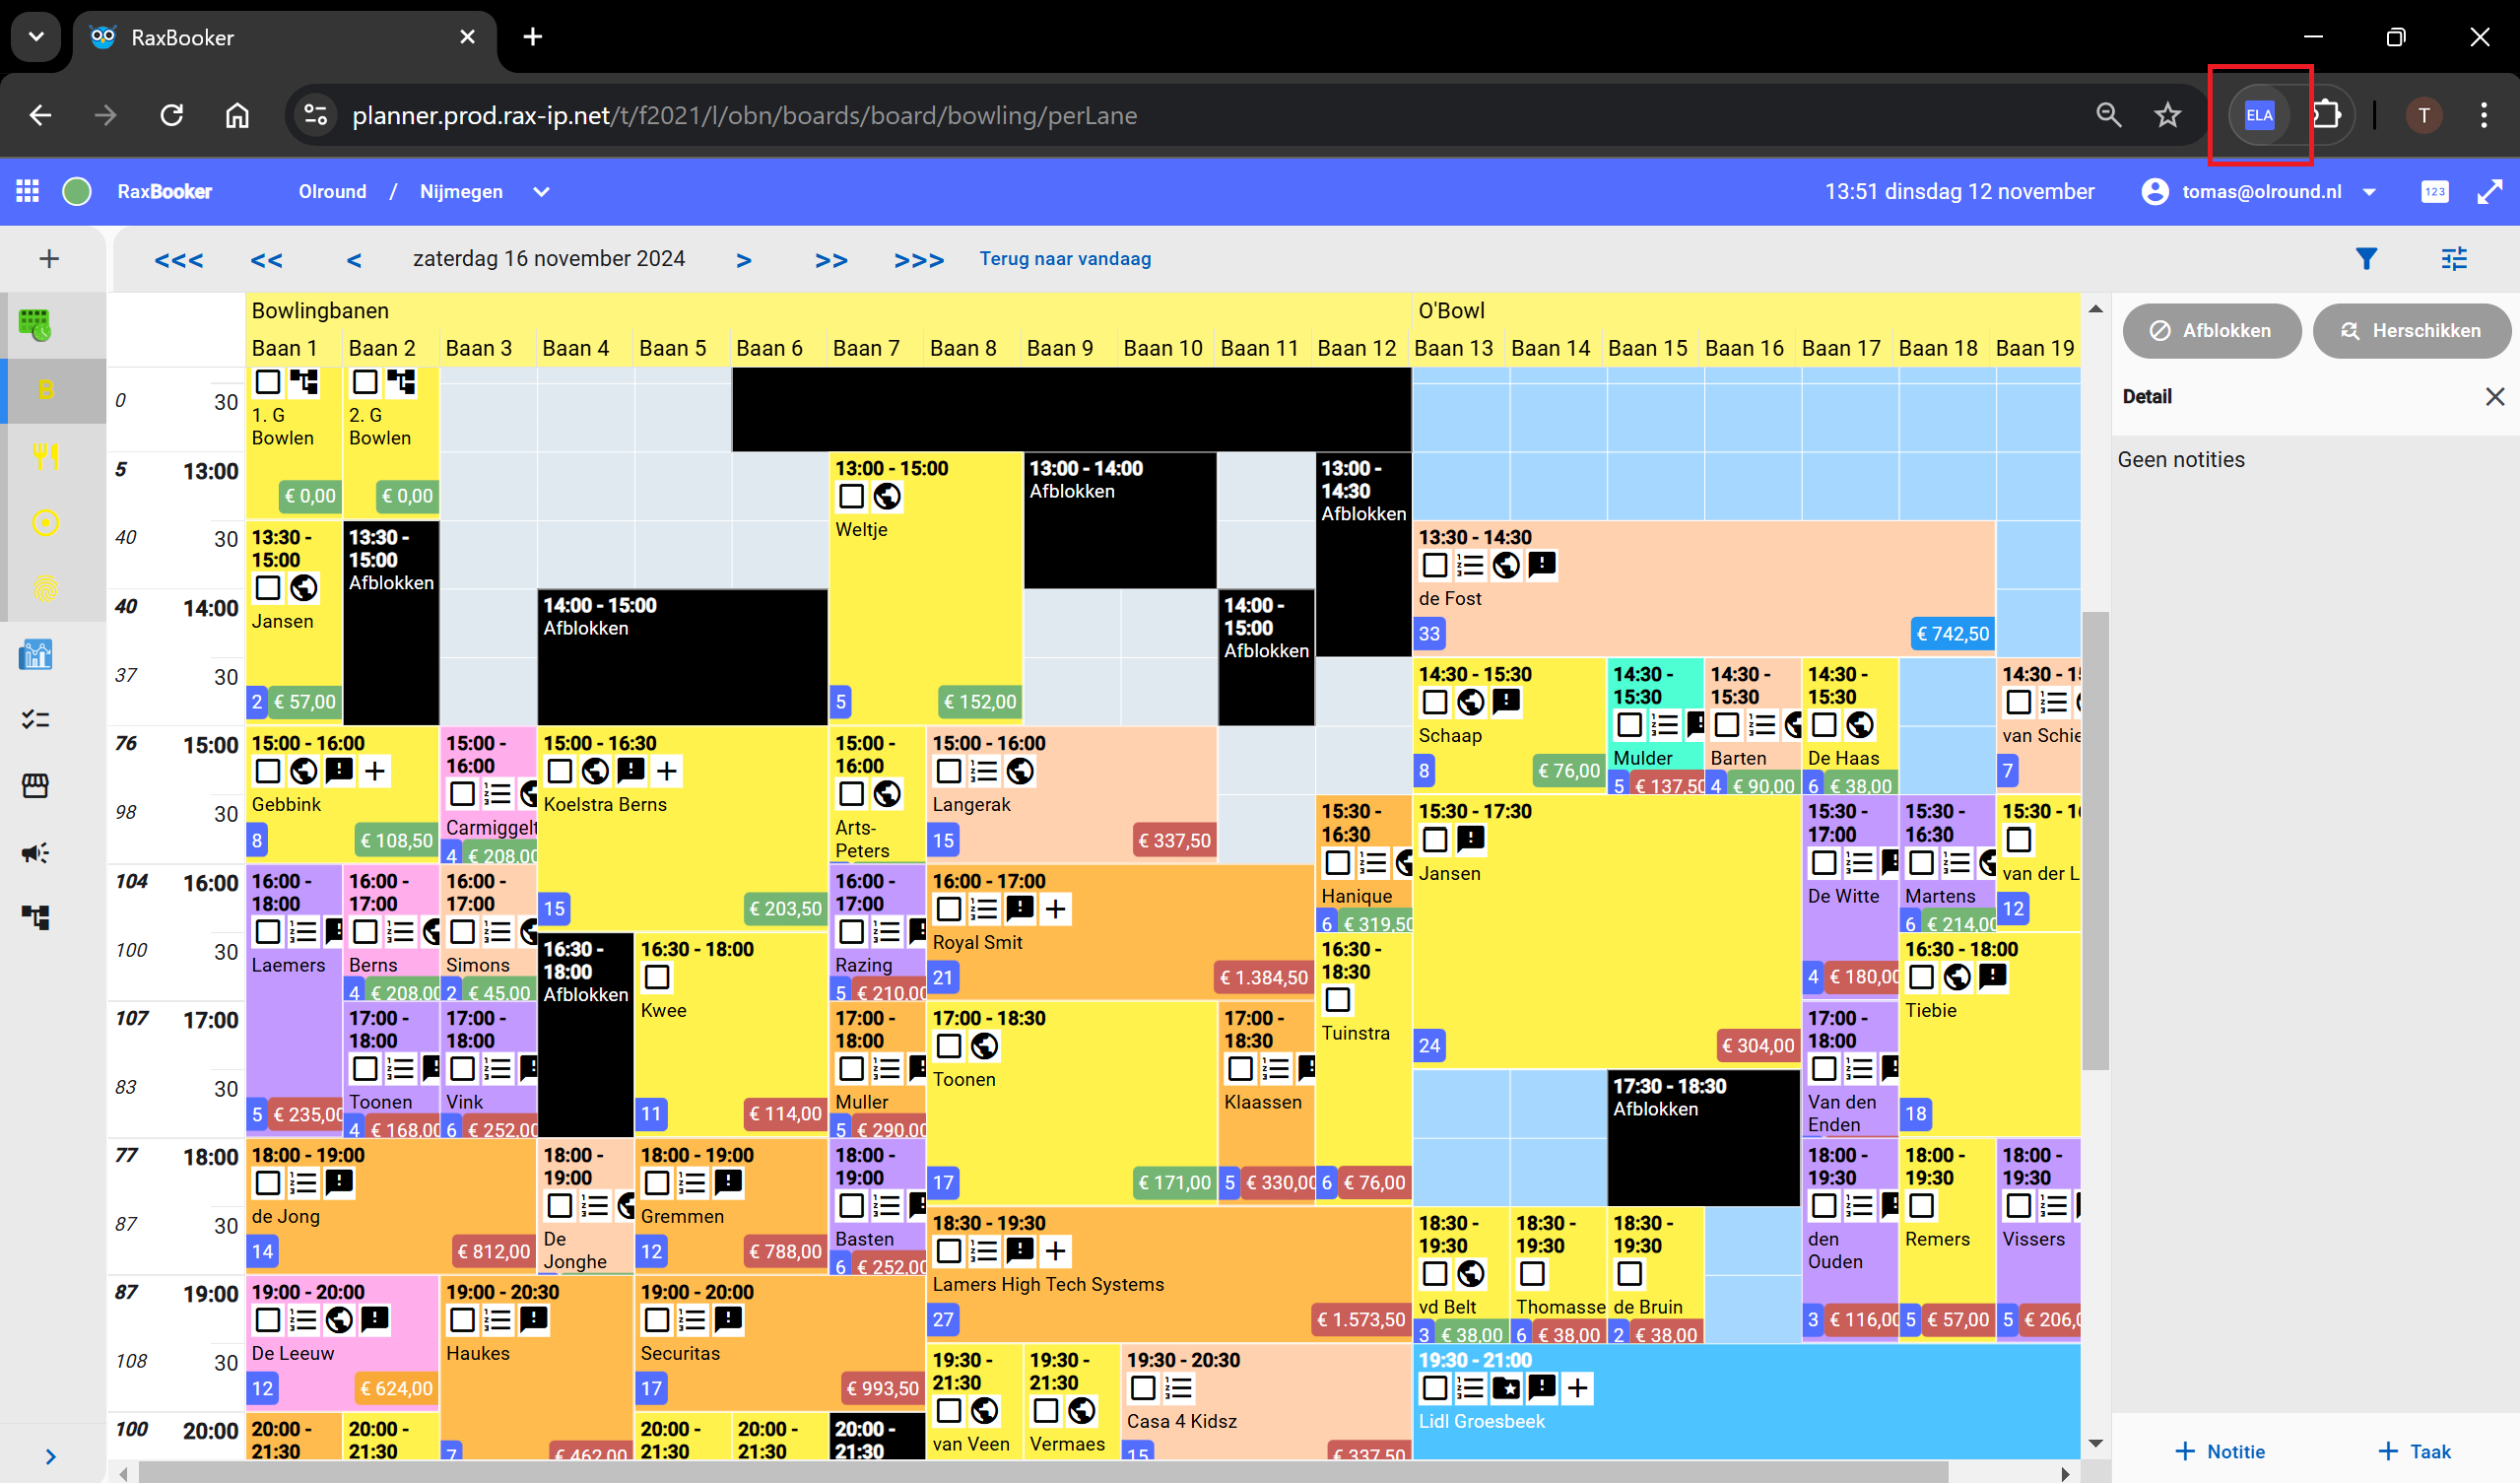 RaxBooker
planner.prod.rax-ip.net/t/f2021/l/obn/boards/board/bowling/perLane
ELA
T
RaxBooker
Olround / Nijmegen
13:51 dinsdag 12 november
tomas@olround.nl
123
+
<<< << < zaterdag 16 november 2024 > >> >>> Terug naar vandaag
B
Bowlingbanen
O'Bowl
Baan 1 Baan 2 Baan 3 Baan 4 Baan 5 Baan 6 Baan 7 Baan 8 Baan 9 Baan 10 Baan 11 Baan 12 Baan 13 Baan 14 Baan 15 Baan 16 Baan 17 Baan 18 Baan 19
Afblokken
Herschikken
Detail
Geen notities
0 30
5 13:00
40 30
40 14:00
37 30
76 15:00
98 30
104 16:00
100 30
107 17:00
83 30
77 18:00
87 30
87 19:00
108 30
100 20:00
1. G
Bowlen
€ 0,00
2. G
Bowlen
€ 0,00
13:00 - 15:00
Weltje
5 € 152,00
13:00 - 14:00
Afblokken
13:00 -
14:30
Afblokken
13:30 -
15:00
Jansen
2 € 57,00
13:30 -
15:00
Afblokken
13:30 - 14:30
de Fost
33 € 742,50
14:00 - 15:00
Afblokken
14:00 -
15:00
Afblokken
14:30 - 15:30
Schaap
8 € 76,00
14:30 -
15:30
Mulder
5 € 137,50
14:30 -
15:30
Barten
4 € 90,00
14:30 -
15:30
De Haas
6 € 38,00
14:30 - 1
van Schie
7
15:00 - 16:00
Gebbink
8 € 108,50
15:00 -
16:00
Carmiggelt
4 € 208,00
15:00 - 16:30
Koelstra Berns
15 € 203,50
15:00 -
16:00
Arts-
Peters
15:00 - 16:00
Langerak
15 € 337,50
15:30 -
16:30
Hanique
6 € 319,50
15:30 - 17:30
Jansen
24 € 304,00
15:30 -
17:00
De Witte
4 € 180,00
15:30 -
16:30
Martens
6 € 214,00
15:30 - 1
van der L
12
16:00 -
18:00
Laemers
5 € 235,00
16:00 -
17:00
Berns
4 € 208,00
16:00 -
17:00
Simons
2 € 45,00
16:30 -
18:00
Afblokken
16:30 - 18:00
Kwee
11 € 114,00
16:00 -
17:00
Razing
5 € 210,00
16:00 - 17:00
Royal Smit
21 € 1.384,50
16:30 -
18:30
Tuinstra
6 € 76,00
16:30 - 18:00
Tiebie
18
17:00 -
18:00
Toonen
4 € 168,00
17:00 -
18:00
Vink
6 € 252,00
17:00 -
18:00
Muller
5 € 290,00
17:00 - 18:30
Toonen
17 € 171,00
17:00 -
18:30
Klaassen
5 € 330,00
17:30 - 18:30
Afblokken
17:00 -
18:00
Van den
Enden
18:00 - 19:00
de Jong
14 € 812,00
18:00 -
19:00
De
Jonghe
18:00 - 19:00
Gremmen
12 € 788,00
18:00 -
19:00
Basten
6 € 252,00
18:30 - 19:30
Lamers High Tech Systems
27 € 1.573,50
18:30 -
19:30
vd Belt
3 € 38,00
18:30 -
19:30
Thomasse
6 € 38,00
18:30 -
19:30
de Bruin
2 € 38,00
18:00 -
19:30
den
Ouden
3 € 116,00
18:00 -
19:30
Remers
5 € 57,00
18:00 -
19:30
Vissers
5 € 206,
19:00 - 20:00
De Leeuw
12 € 624,00
19:00 - 20:30
Haukes
7 € 462,00
19:00 - 20:00
Securitas
17 € 993,50
19:30 -
21:30
van Veen
19:30 -
21:30
Vermaes
19:30 - 20:30
Casa 4 Kidsz
15 € 337,50
19:30 - 21:00
Lidl Groesbeek
20:00 -
21:30
20:00 -
21:30
20:00 -
21:30
20:00 -
21:30
20:00 -
21:30
+ Notitie
+ Taak